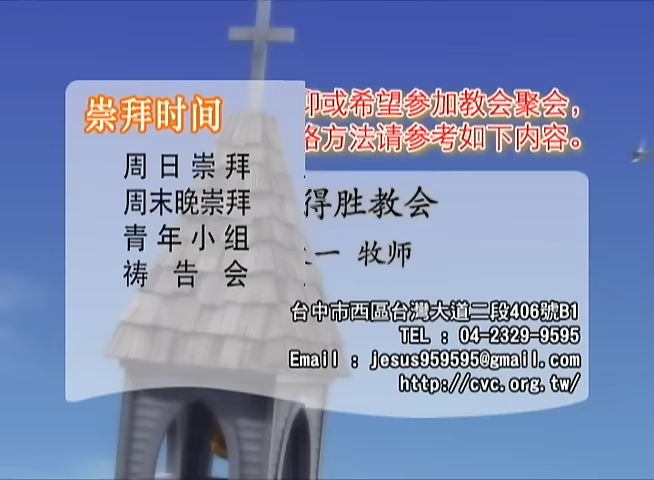 崇拜时间
周日崇拜
周末晚崇拜
青年小组
祷告会
或希望参加教会聚会，
方法请参考如下内容。
得胜教会
一 牧师
台中市西區台灣大道二段406號B1
TEL : 04-2329-9595
Email : jesus959595@gmail.com
http://cvc.org.tw/